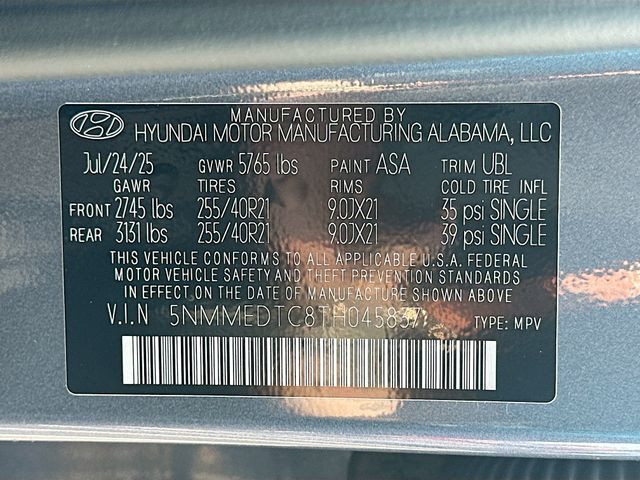 MANUFACTURED BY
HYUNDAI MOTOR MANUFACTURING ALABAMA, LLC
Jul/24/25 GVWR 5765 lbs PAINT ASA TRIM UBL
GAWR TIRES RIMS COLD TIRE INFL
FRONT 2745 lbs 255/40R21 9.0JX21 35 psi SINGLE
REAR 3131 lbs 255/40R21 9.0JX21 39 psi SINGLE
THIS VEHICLE CONFORMS TO ALL APPLICABLE U.S.A. FEDERAL
MOTOR VEHICLE SAFETY AND THEFT PREVENTION STANDARDS
IN EFFECT ON THE DATE OF MANUFACTURE SHOWN ABOVE.
V.I.N TYPE: MPV